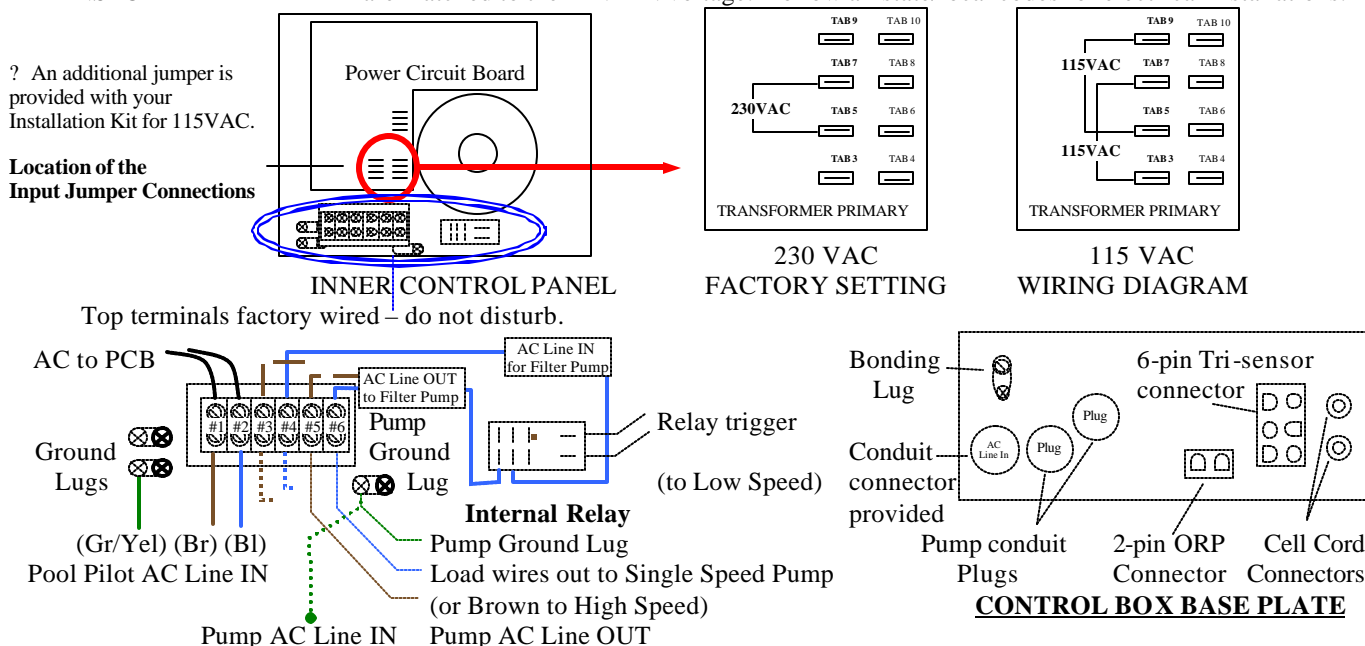 ? An additional jumper is
provided with your
Installation Kit for 115VAC.
Location of the
Input Jumper Connections
Power Circuit Board
INNER CONTROL PANEL
TAB 9 TAB 10
TAB 7 TAB 8
230VAC
TAB 5 TAB 6
TAB 3 TAB 4
TRANSFORMER PRIMARY
230 VAC
FACTORY SETTING
TAB 9 TAB 10
115VAC TAB 7 TAB 8
TAB 5 TAB 6
115VAC TAB 3 TAB 4
TRANSFORMER PRIMARY
115 VAC
WIRING DIAGRAM
Top terminals factory wired – do not disturb.
AC to PCB
AC Line IN
for Filter Pump
AC Line OUT
to Filter Pump
#1 #2 #3 #4 #5 #6
Ground
Lugs
Pump
Ground
Lug
Relay trigger
(to Low Speed)
Internal Relay
(Gr/Yel) (Br) (Bl)
Pool Pilot AC Line IN
Pump Ground Lug
Load wires out to Single Speed Pump
(or Brown to High Speed)
Pump AC Line IN
Pump AC Line OUT
Bonding
Lug
6-pin Tri-sensor
connector
Plug
Plug
AC
Line In
Conduit
connector
provided
Pump conduit
Plugs
2-pin ORP
Connector
Cell Cord
Connectors
CONTROL BOX BASE PLATE